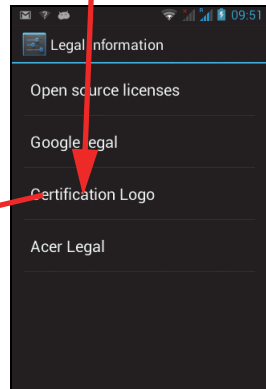 09:51
Legal information
Open source licenses
Google legal
Certification Logo
Acer Legal